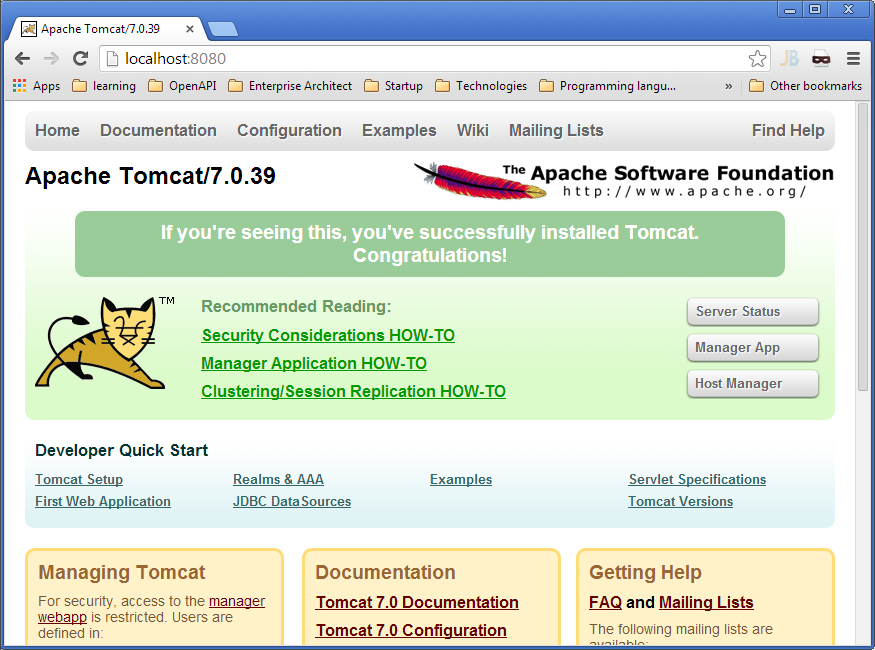 Apache Tomcat/7.0.39
localhost:8080
JB
Apps learning OpenAPI Enterprise Architect Startup Technologies Programming langu... » Other bookmarks
Home Documentation Configuration Examples Wiki Mailing Lists Find Help
Apache Tomcat/7.0.39
The Apache Software Foundation
http://www.apache.org/
If you're seeing this, you've successfully installed Tomcat.
Congratulations!
TM
Recommended Reading:
Security Considerations HOW-TO
Manager Application HOW-TO
Clustering/Session Replication HOW-TO
Server Status
Manager App
Host Manager
Developer Quick Start
Tomcat Setup Realms & AAA Examples Servlet Specifications
First Web Application JDBC DataSources Tomcat Versions
Managing Tomcat
For security, access to the manager
webapp is restricted. Users are
defined in:
Documentation
Tomcat 7.0 Documentation
Tomcat 7.0 Configuration
Getting Help
FAQ and Mailing Lists
The following mailing lists are
available: